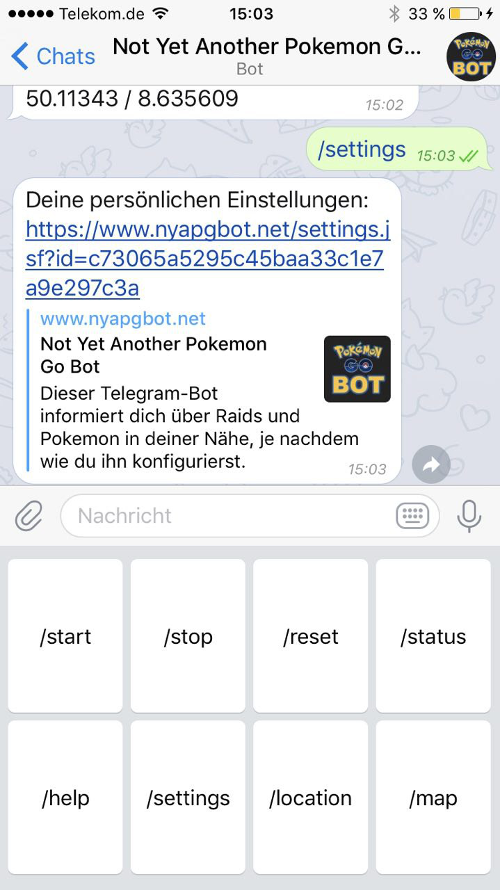 Telekom.de 15:03 33 %
Chats Not Yet Another Pokemon G...
Bot
POKÉMON
GO
BOT
50.11343 / 8.635609 15:02
/settings 15:03
Deine persönlichen Einstellungen:
https://www.nyapgbot.net/settings.j
sf?id=c73065a5295c45baa33c1e7
a9e297c3a
www.nyapgbot.net
Not Yet Another Pokemon
Go Bot
POKÉMON
GO
BOT
Dieser Telegram-Bot
informiert dich über Raids und
Pokemon in deiner Nähe, je nachdem
wie du ihn konfigurierst.
15:03
Nachricht
/start /stop /reset /status
/help /settings /location /map